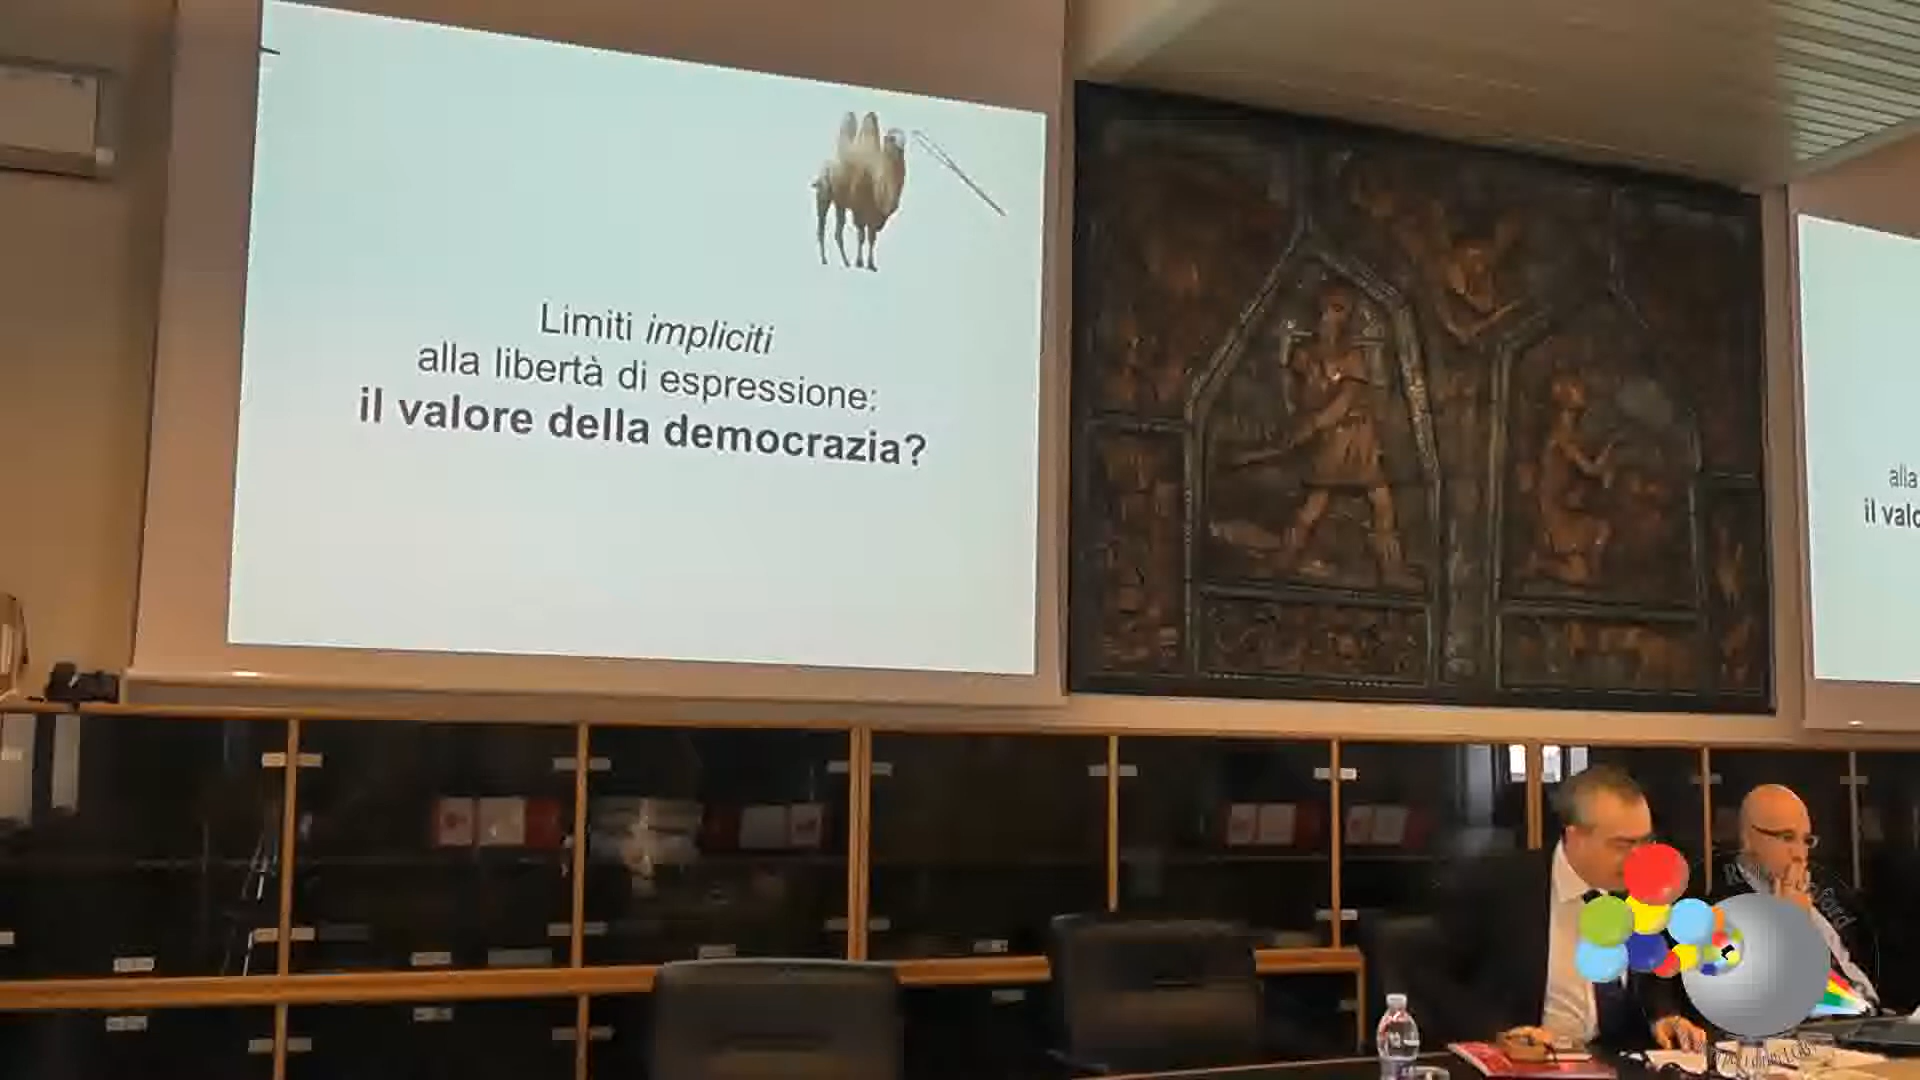 Limiti impliciti
alla libertà di espressione:
il valore della democrazia?
alla
il valo